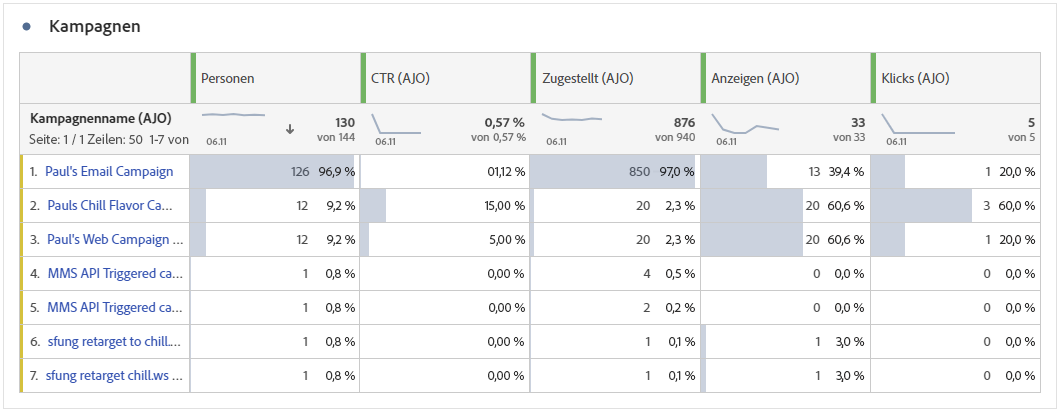 Kampagnen
Personen CTR (AJO) Zugestellt (AJO) Anzeigen (AJO) Klicks (AJO)
Kampagnenname (AJO) 130 0,57 % 876 33 5
Seite: 1 / 1 Zeilen: 50 1-7 von 06.11 von 144 06.11 von 0,57 % 06.11 von 940 06.11 von 33 06.11 von 5
1. Paul's Email Campaign 126 96,9 % 01,12 % 850 97,0 % 13 39,4 % 1 20,0 %
2. Pauls Chill Flavor Ca... 12 9,2 % 15,00 % 20 2,3 % 20 60,6 % 3 60,0 %
3. Paul's Web Campaign ... 12 9,2 % 5,00 % 20 2,3 % 20 60,6 % 1 20,0 %
4. MMS API Triggered ca... 1 0,8 % 0,00 % 4 0,5 % 0 0,0 % 0 0,0 %
5. MMS API Triggered ca... 1 0,8 % 0,00 % 2 0,2 % 0 0,0 % 0 0,0 %
6. sfung retarget to chill.... 1 0,8 % 0,00 % 1 0,1 % 1 3,0 % 0 0,0 %
7. sfung retarget chill.ws ... 1 0,8 % 0,00 % 1 0,1 % 1 3,0 % 0 0,0 %